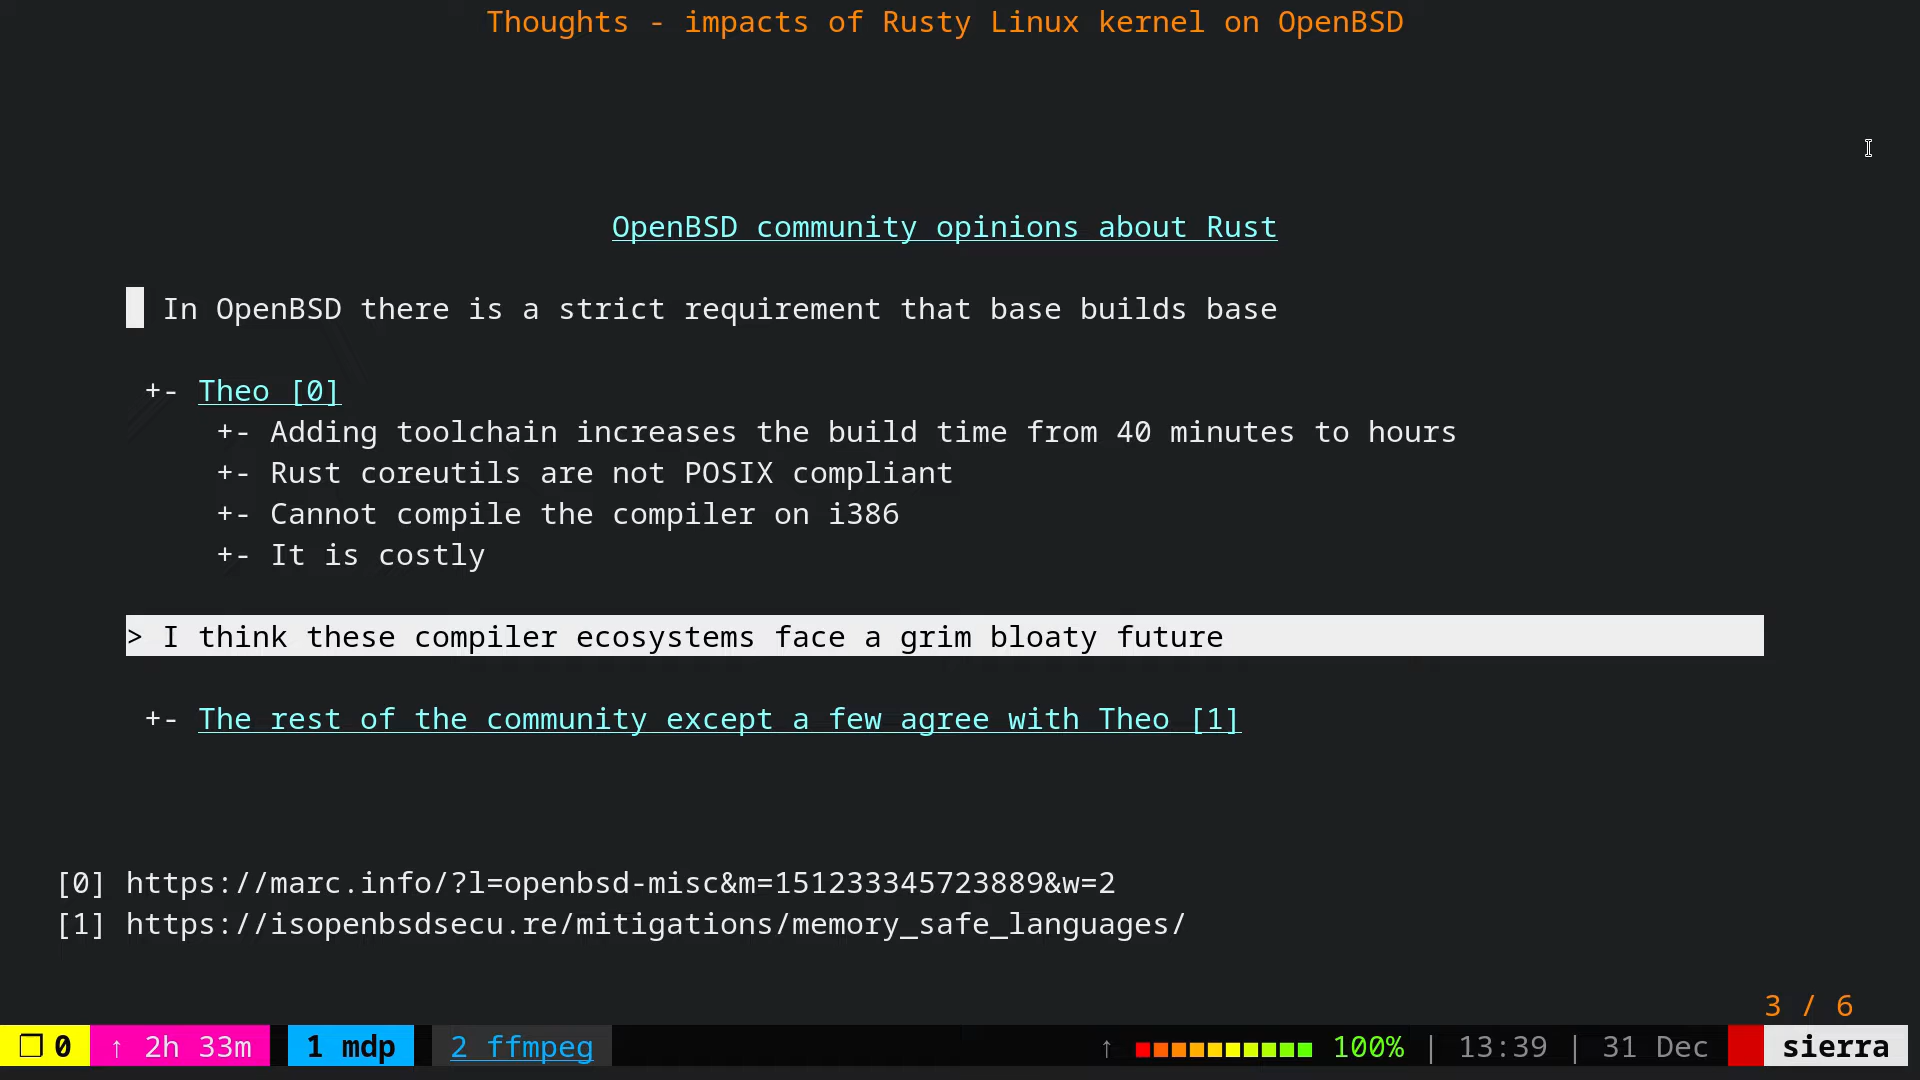 Thoughts - impacts of Rusty Linux kernel on OpenBSD
OpenBSD community opinions about Rust
In OpenBSD there is a strict requirement that base builds base
+- Theo [0]
+- Adding toolchain increases the build time from 40 minutes to hours
+- Rust coreutils are not POSIX compliant
+- Cannot compile the compiler on i386
+- It is costly
> I think these compiler ecosystems face a grim bloaty future
+- The rest of the community except a few agree with Theo [1]
[0] https://marc.info/?l=openbsd-misc&m=151233345723889&w=2
[1] https://isopenbsdsecu.re/mitigations/memory_safe_languages/
3 / 6
❐ 0 ↑ 2h 33m 1 mdp 2 ffmpeg ↑ 100% | 13:39 | 31 Dec sierra